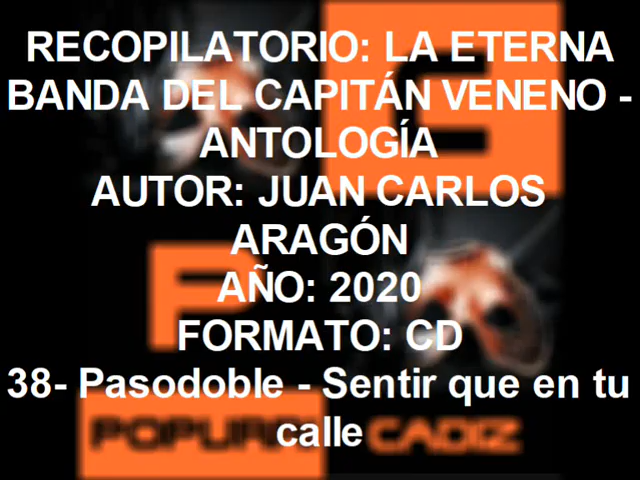 RECOPILATORIO: LA ETERNA
BANDA DEL CAPITÁN VENENO -
ANTOLOGÍA
AUTOR: JUAN CARLOS
ARAGÓN
AÑO: 2020
FORMATO: CD
38- Pasodoble - Sentir que en tu
calle
CADIZ